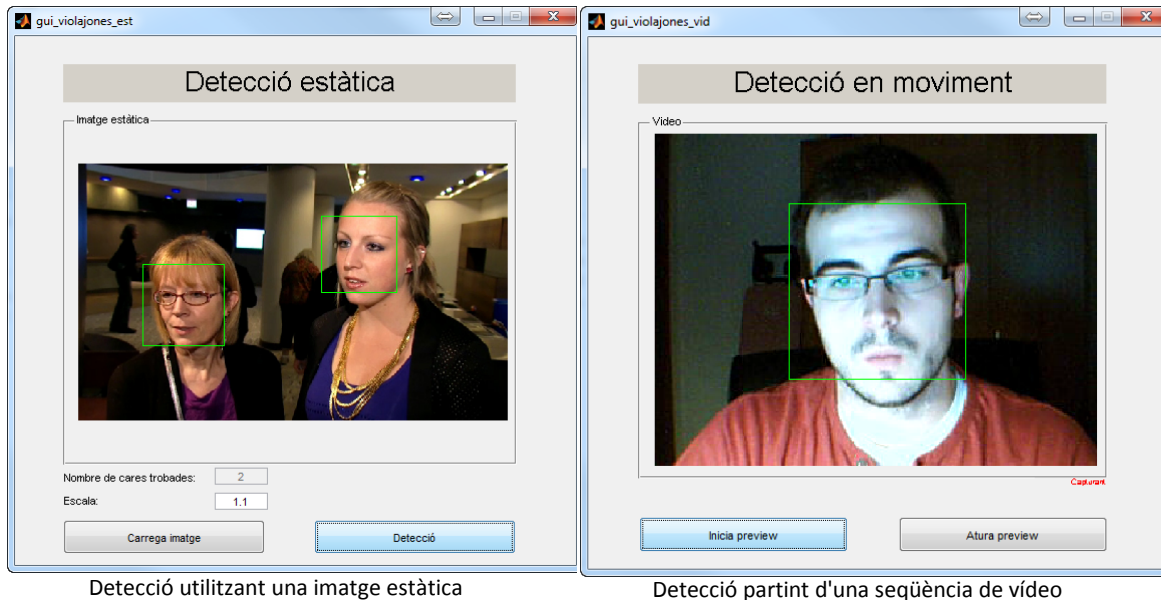 gui_violajones_est
Detecció estàtica
Imatge estàtica
Nombre de cares trobades: 2
Escala: 1.1
Carrega imatge Detecció
Detecció utilitzant una imatge estàtica
gui_violajones_vid
Detecció en moviment
Video
Capturant
Inicia preview Atura preview
Detecció partint d'una seqüència de vídeo